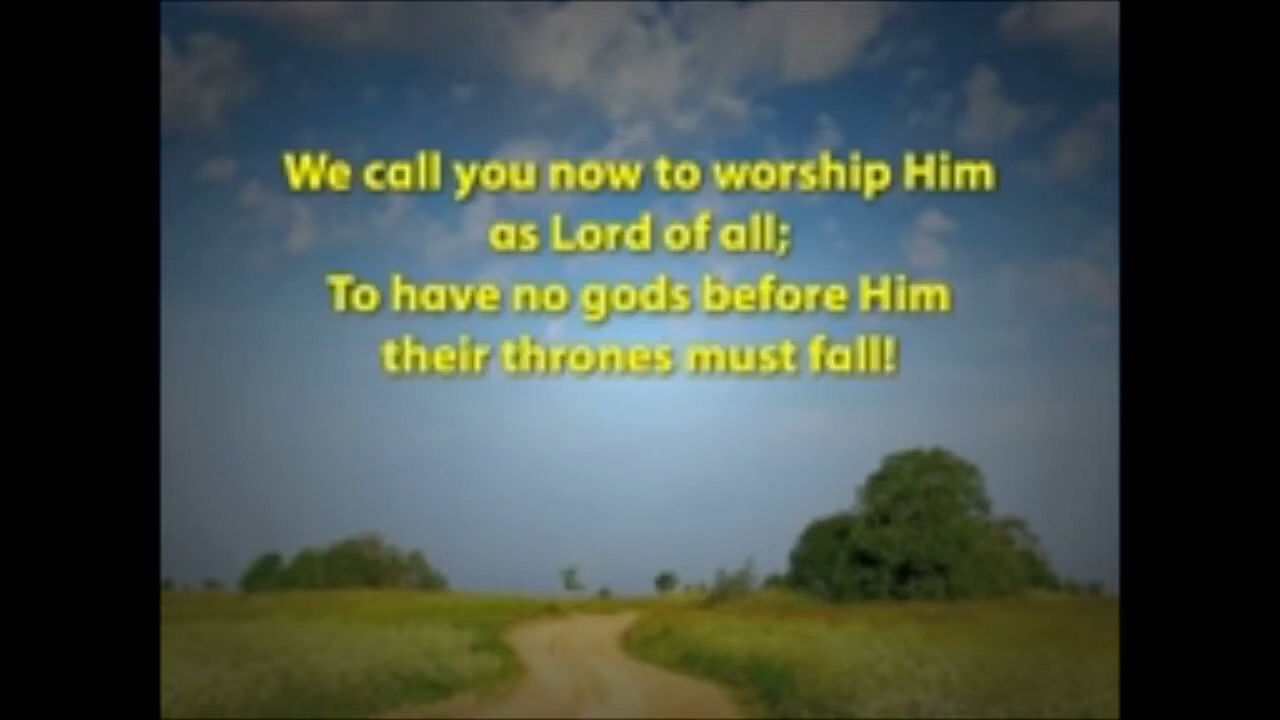 We call you now to worship Him
as Lord of all;
To have no gods before Him
their thrones must fall!